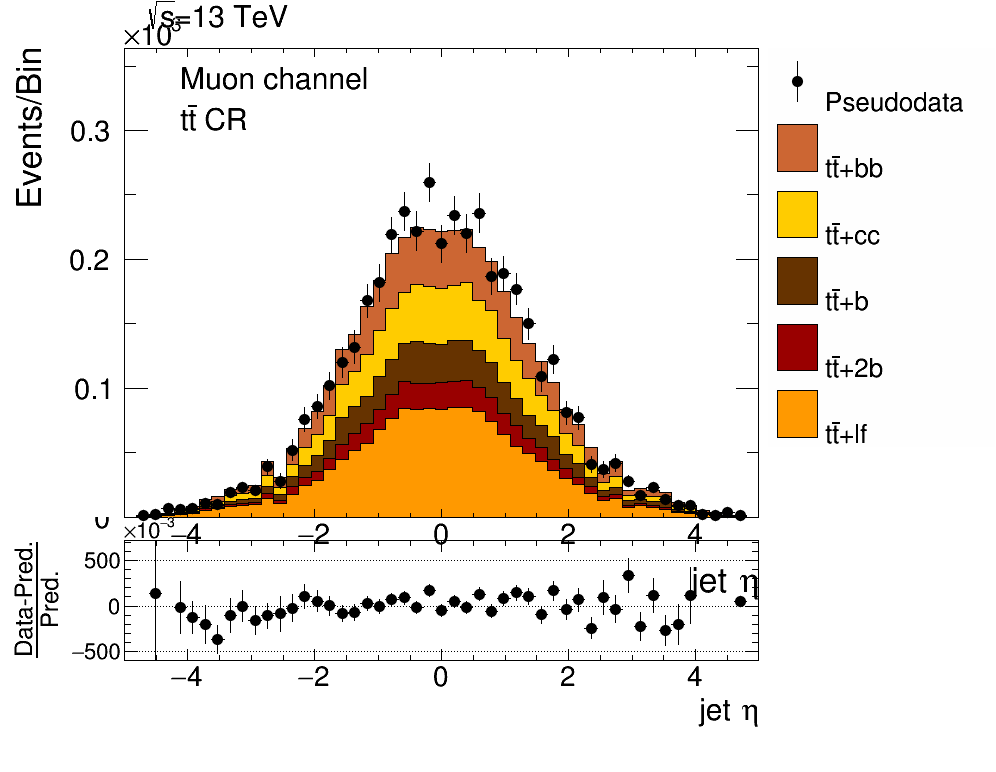 √s=13 TeV
×10³
Events/Bin
Muon channel
tt̄ CR
0.3
0.2
0.1
0
Pseudodata
tt̄+bb
tt̄+cc
tt̄+b
tt̄+2b
tt̄+lf
−4 −2 0 2 4
jet η
×10⁻³
Data-Pred.
Pred.
500
0
−500
−4 −2 0 2 4
jet η